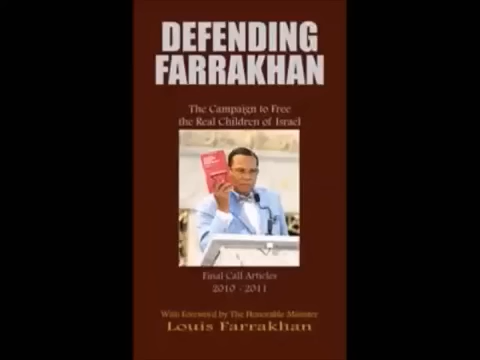 DEFENDING
FARRAKHAN
The Campaign to Free
the Real Children of Israel
Final Call Articles
2010 - 2011
With Foreword by The Honorable Minister
Louis Farrakhan